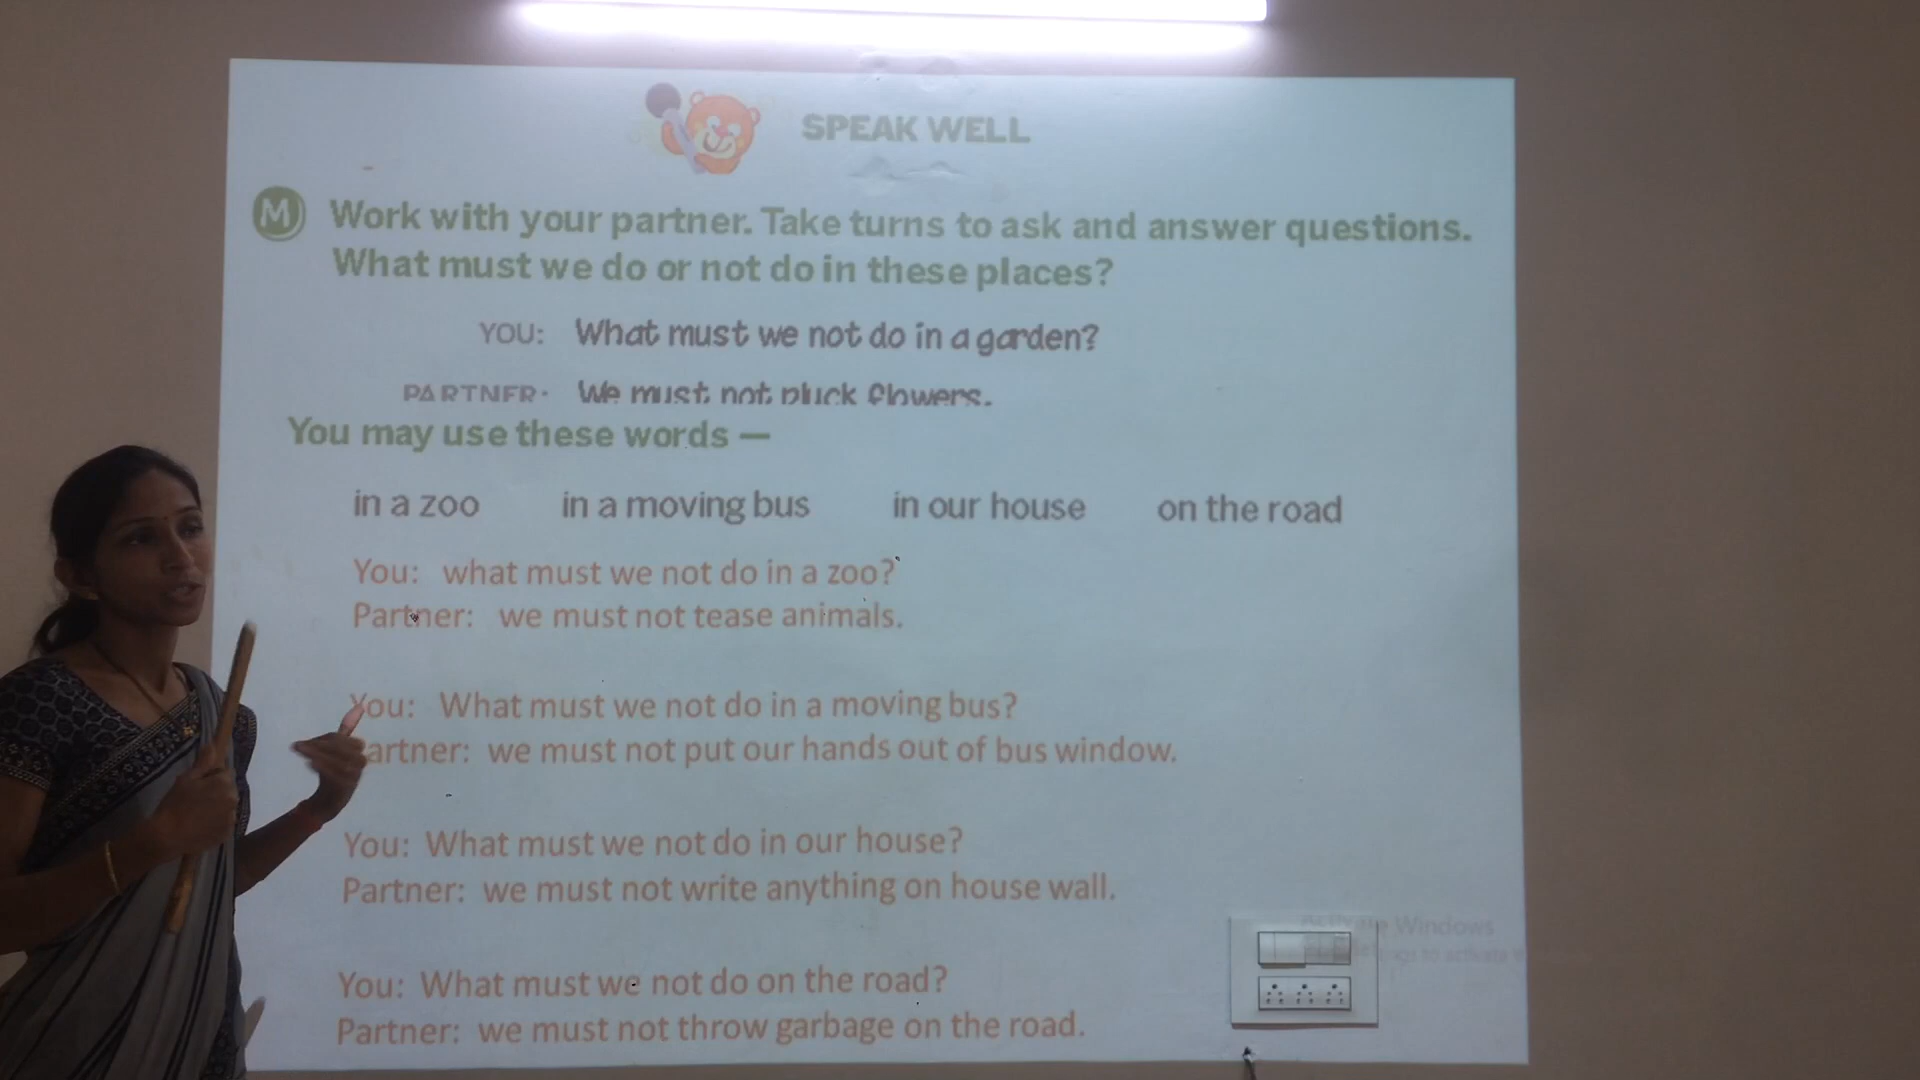 SPEAK WELL
M Work with your partner. Take turns to ask and answer questions.
What must we do or not do in these places?
YOU: What must we not do in a garden?
PARTNER: We must not pluck flowers.
You may use these words —
in a zoo in a moving bus in our house on the road
You: what must we not do in a zoo?
Partner: we must not tease animals.
You: What must we not do in a moving bus?
artner: we must not put our hands out of bus window.
You: What must we not do in our house?
Partner: we must not write anything on house wall.
You: What must we not do on the road?
Partner: we must not throw garbage on the road.
Activate Windows
to activate